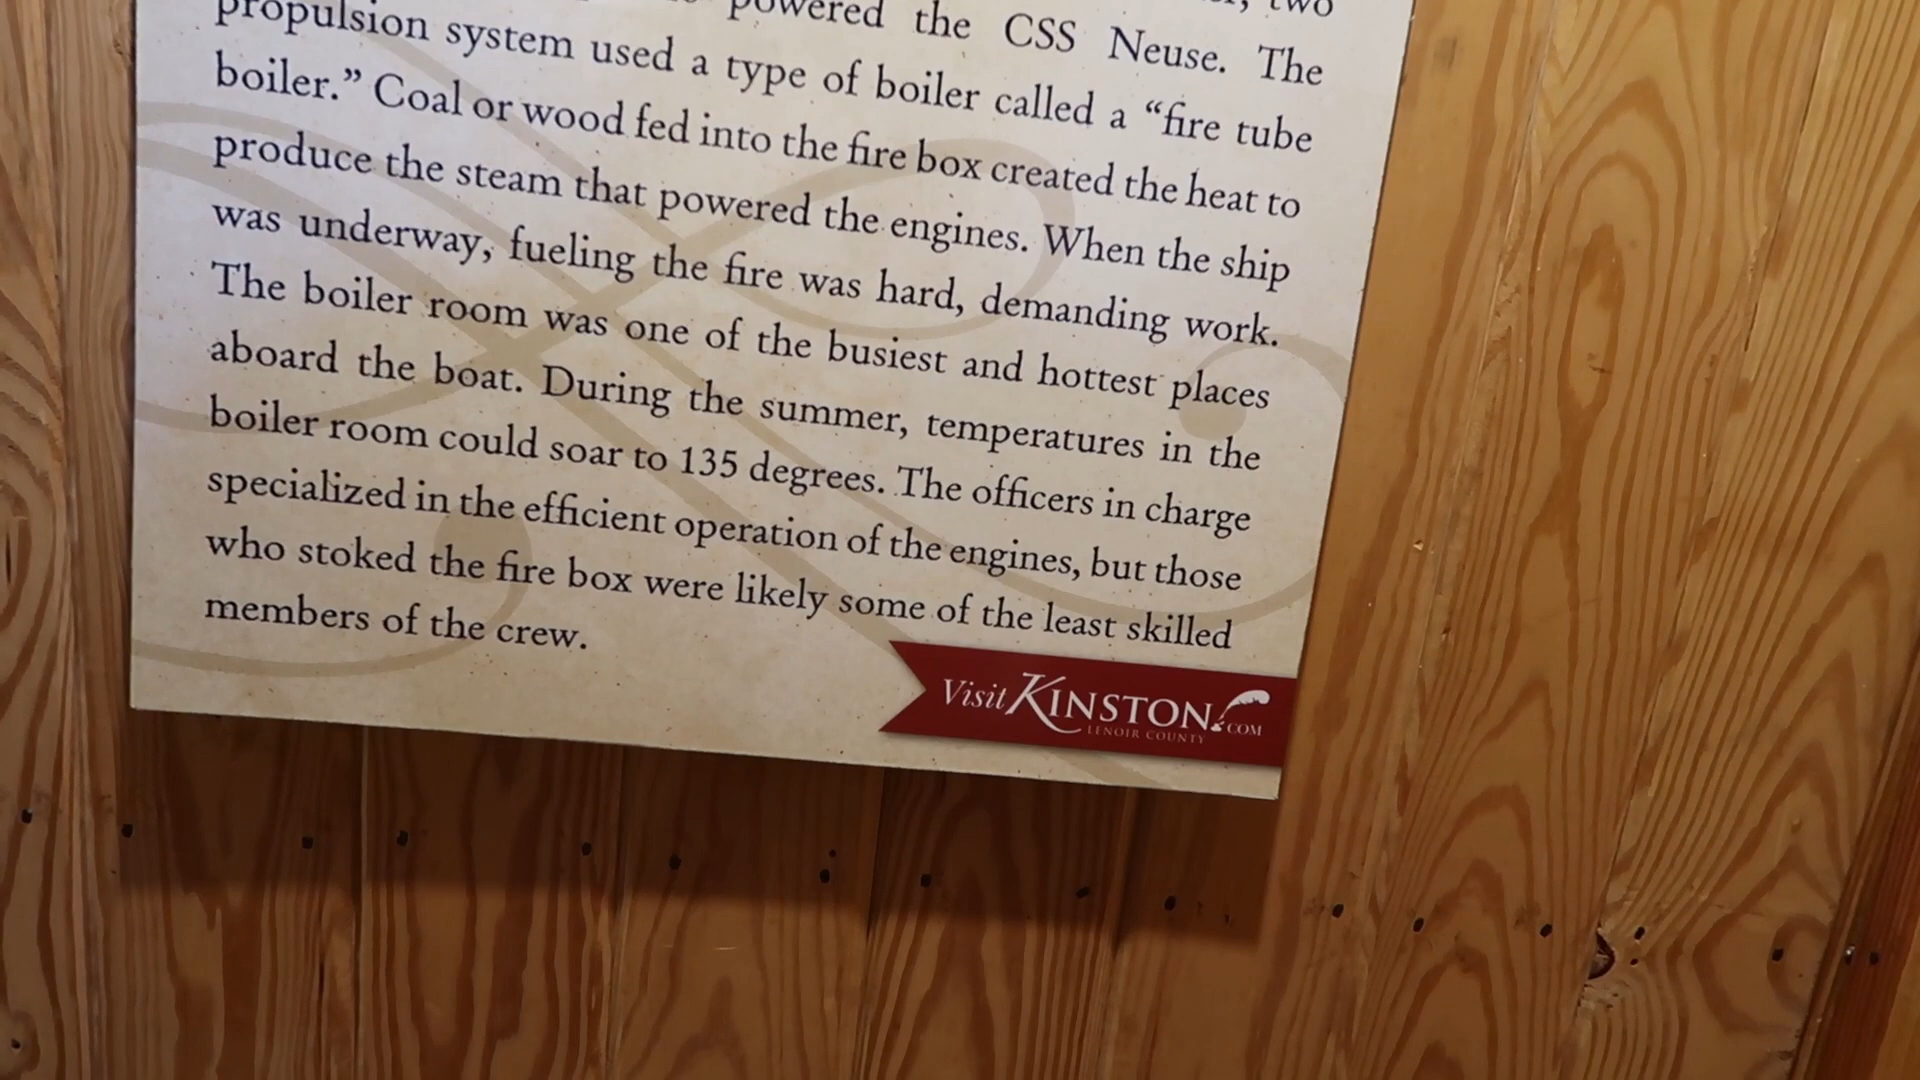 two
powered the CSS Neuse. The
propulsion system used a type of boiler called a “fire tube
boiler.” Coal or wood fed into the fire box created the heat to
produce the steam that powered the engines. When the ship
was underway, fueling the fire was hard, demanding work.
The boiler room was one of the busiest and hottest places
aboard the boat. During the summer, temperatures in the
boiler room could soar to 135 degrees. The officers in charge
specialized in the efficient operation of the engines, but those
who stoked the fire box were likely some of the least skilled
members of the crew.
Visit KINSTON.COM
LENOIR COUNTY